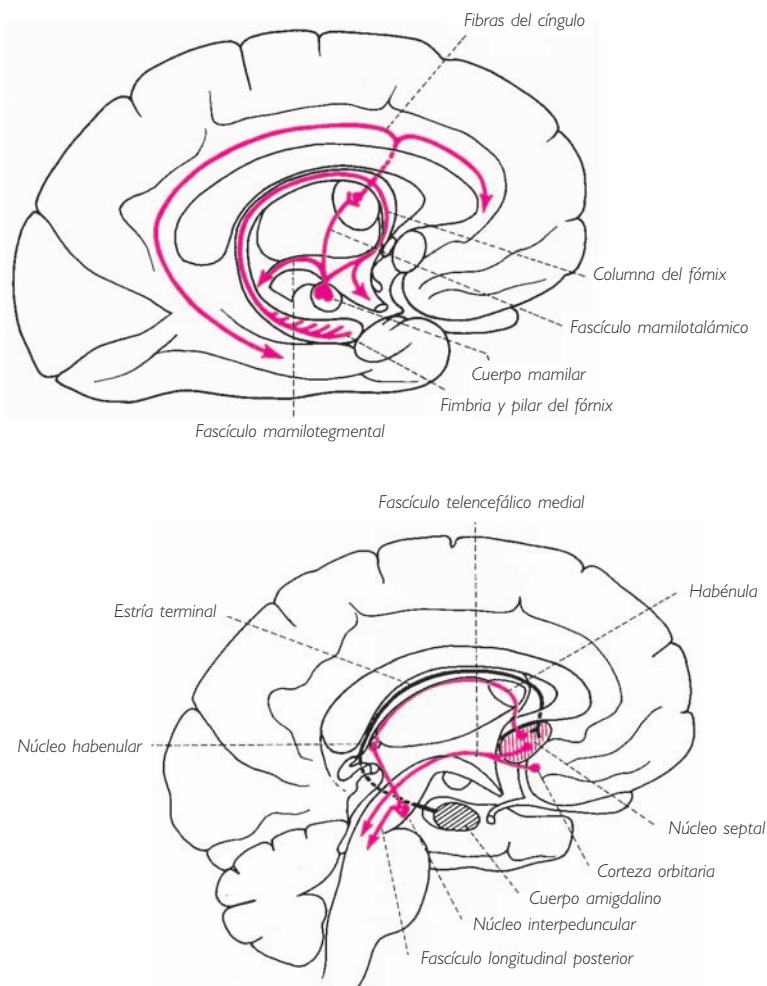 Fibras del cíngulo
Columna del fórnix
Fascículo mamilotalámico
Cuerpo mamilar
Fimbria y pilar del fórnix
Fascículo mamilotegmental
Fascículo telencefálico medial
Habénula
Estría terminal
Núcleo habenular
Núcleo septal
Corteza orbitaria
Cuerpo amigdalino
Núcleo interpeduncular
Fascículo longitudinal posterior